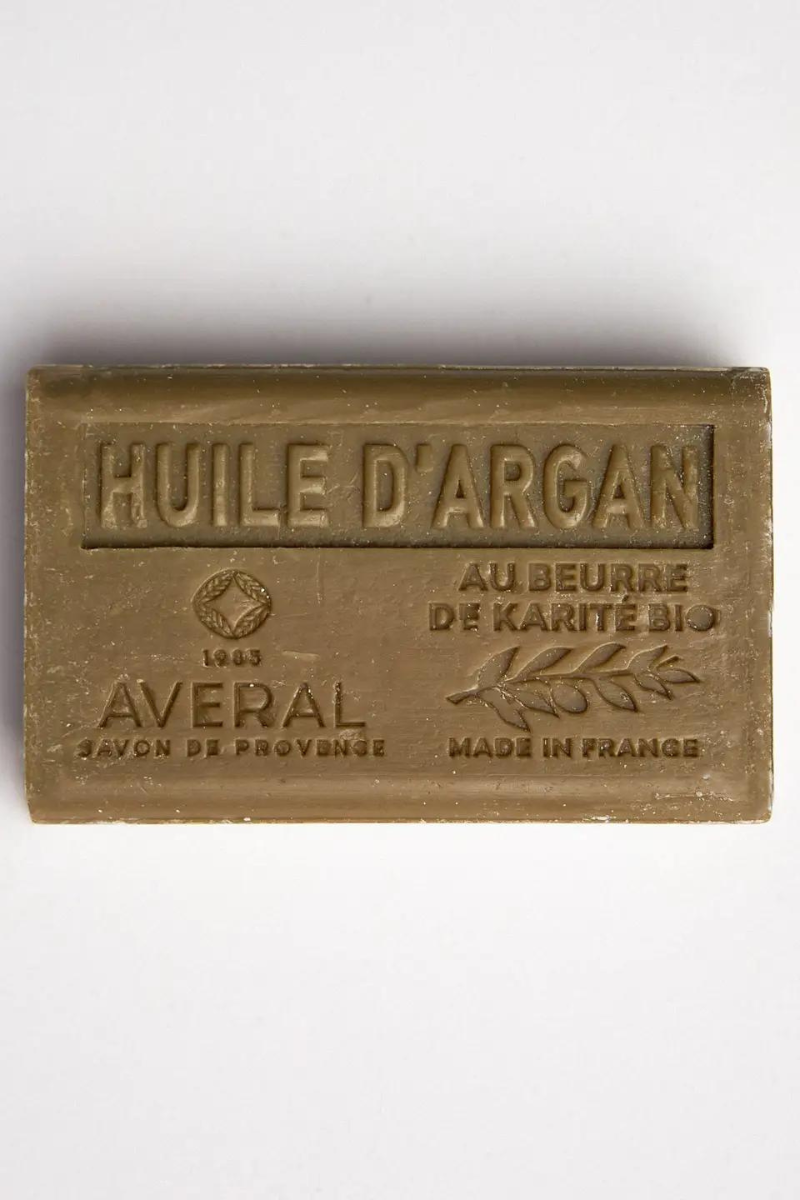 HUILE D'ARGAN
AU BEURRE
DE KARITÉ BIO
1985
AVERAL
SAVON DE PROVENCE
MADE IN FRANCE